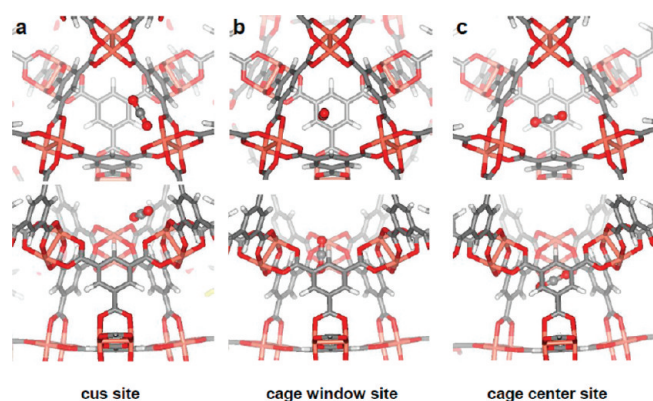 a
b
c
cus site
cage window site
cage center site